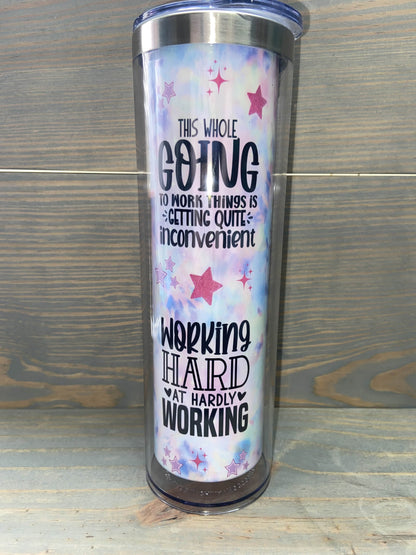 THIS WHOLE
GOING
TO WORK THINGS IS
GETTING QUITE
inconvenient
WORKING
HARD
AT HARDLY
WORKING